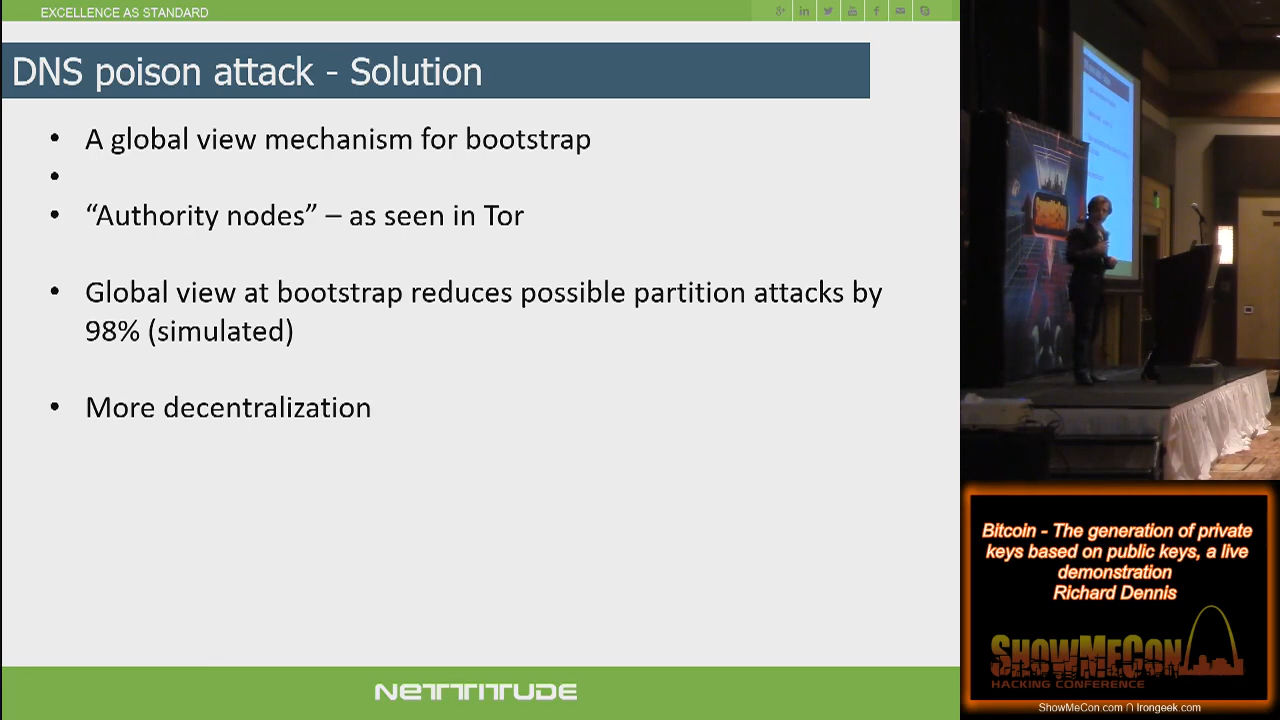 EXCELLENCE AS STANDARD
DNS poison attack - Solution
• A global view mechanism for bootstrap
•
• “Authority nodes” – as seen in Tor
• Global view at bootstrap reduces possible partition attacks by
98% (simulated)
• More decentralization
NETTITUDE
Bitcoin - The generation of private
keys based on public keys, a live
demonstration
Richard Dennis
SHOWMECON
HACKING CONFERENCE
ShowMeCon.com ∩ Irongeek.com